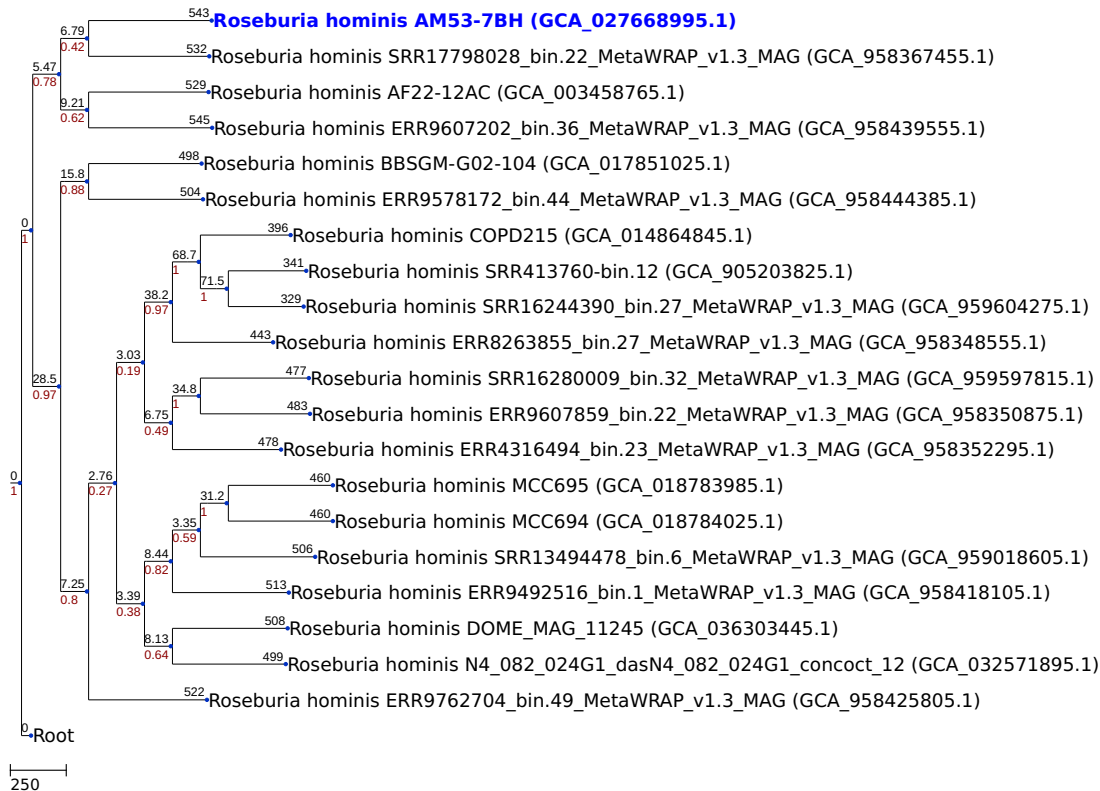 543
Roseburia hominis AM53-7BH (GCA_027668995.1)
6.79
0.42
532
Roseburia hominis SRR17798028_bin.22_MetaWRAP_v1.3_MAG (GCA_958367455.1)
5.47
0.78
529
Roseburia hominis AF22-12AC (GCA_003458765.1)
9.21
0.62
545
Roseburia hominis ERR9607202_bin.36_MetaWRAP_v1.3_MAG (GCA_958439555.1)
498
Roseburia hominis BBSGM-G02-104 (GCA_017851025.1)
15.8
0.88
504
Roseburia hominis ERR9578172_bin.44_MetaWRAP_v1.3_MAG (GCA_958444385.1)
0
1
396
Roseburia hominis COPD215 (GCA_014864845.1)
68.7
1
341
Roseburia hominis SRR413760-bin.12 (GCA_905203825.1)
71.5
1
329
Roseburia hominis SRR16244390_bin.27_MetaWRAP_v1.3_MAG (GCA_959604275.1)
38.2
0.97
443
Roseburia hominis ERR8263855_bin.27_MetaWRAP_v1.3_MAG (GCA_958348555.1)
3.03
0.19
477
Roseburia hominis SRR16280009_bin.32_MetaWRAP_v1.3_MAG (GCA_959597815.1)
28.5
0.97
34.8
1
483
Roseburia hominis ERR9607859_bin.22_MetaWRAP_v1.3_MAG (GCA_958350875.1)
6.75
0.49
478
Roseburia hominis ERR4316494_bin.23_MetaWRAP_v1.3_MAG (GCA_958352295.1)
0
1
2.76
0.27
460
Roseburia hominis MCC695 (GCA_018783985.1)
31.2
1
460
Roseburia hominis MCC694 (GCA_018784025.1)
3.35
0.59
506
Roseburia hominis SRR13494478_bin.6_MetaWRAP_v1.3_MAG (GCA_959018605.1)
8.44
0.82
513
Roseburia hominis ERR9492516_bin.1_MetaWRAP_v1.3_MAG (GCA_958418105.1)
7.25
0.8
3.39
0.38
508
Roseburia hominis DOME_MAG_11245 (GCA_036303445.1)
8.13
0.64
499
Roseburia hominis N4_082_024G1_dasN4_082_024G1_concoct_12 (GCA_032571895.1)
522
Roseburia hominis ERR9762704_bin.49_MetaWRAP_v1.3_MAG (GCA_958425805.1)
0
Root
250